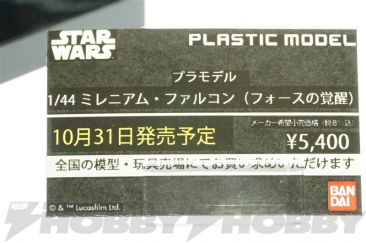 STAR WARS
PLASTIC MODEL
プラモデル
1/44 ミレニアム・ファルコン（フォースの覚醒）
メーカー希望小売価格（税8%込）
10月31日発売予定
¥5,400
全国の模型・玩具売場にてお買い求めいただけます
© & ™ Lucasfilm Ltd.
BAN
DAI
HOBBY HOBBY